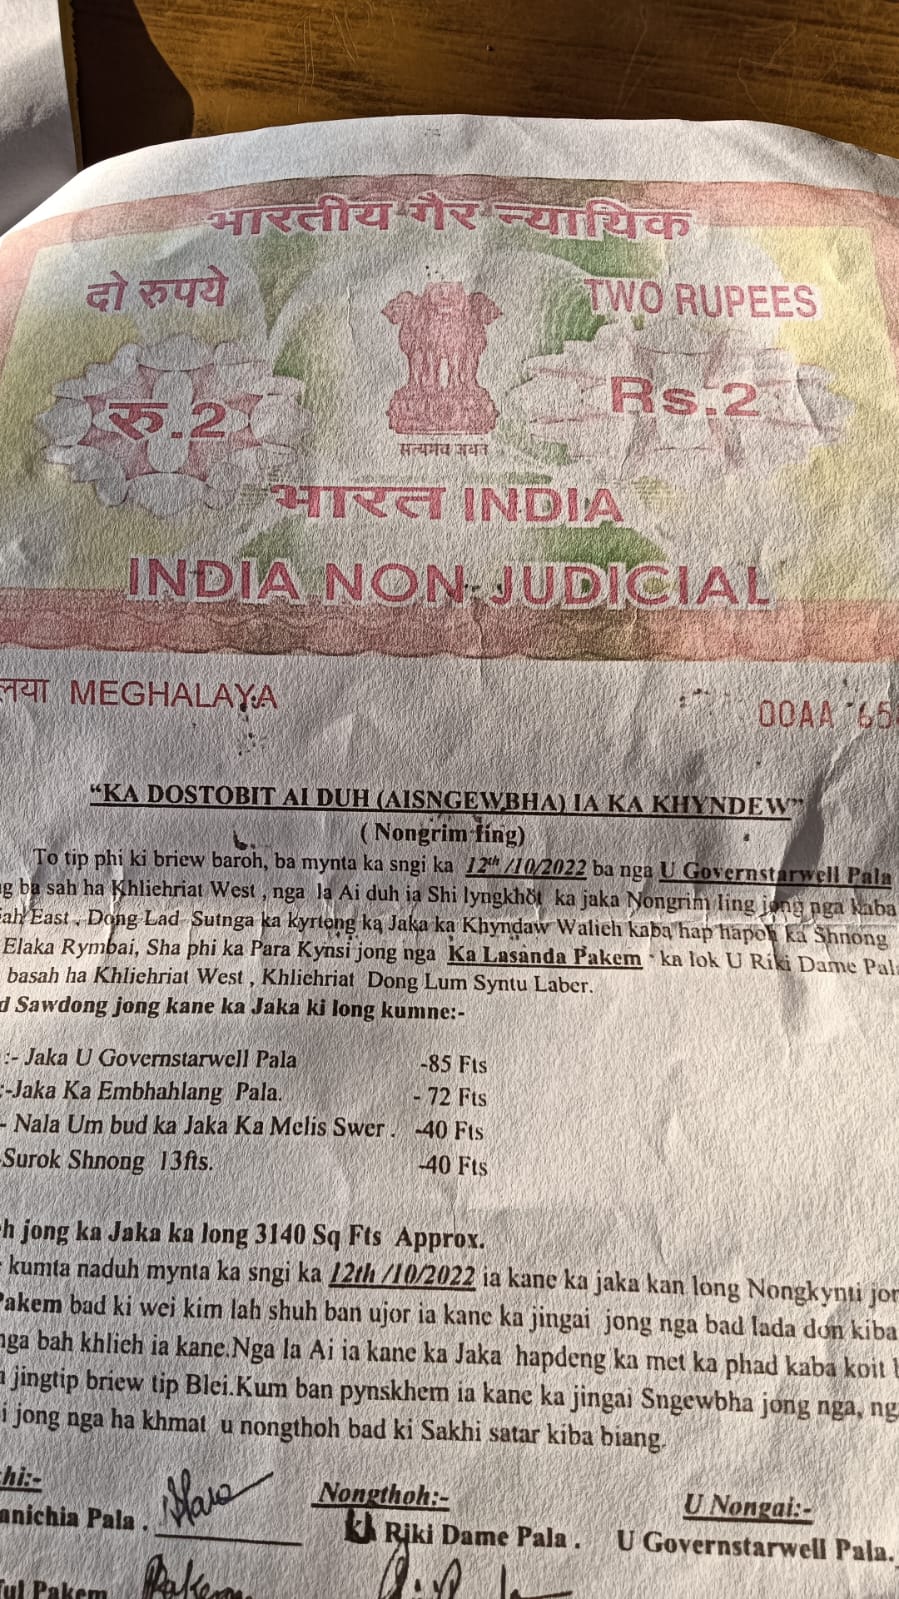 भारतीय गैर न्यायिक
दो रुपये
TWO RUPEES
रु.2
Rs.2
सत्यमेव जयते
भारत INDIA
INDIA NON JUDICIAL
MEGHALAYA
00AA 65
“KA DOSTOBIT AI DUH (AISNGEWBHA) IA KA KHYNDEW”
( Nongrim Iing)
To tip phi ki briew baroh, ba mynta ka sngi ka 12th /10/2022 ba nga U Governstarwell Pala
ba sah ha Khliehriat West , nga la Ai duh ia Shi lyngkhöt ka jaka Nongrim Iing jong nga kaba
East , Dong Lad Sutnga ka kyrteng ka Jaka ka Khyndaw Walieh kaba hap hapoh ka Shnong
Elaka Rymbai, Sha phi ka Para Kynsi jong nga Ka Lasanda Pakem ka lok U Riki Dame
basah ha Khliehriat West , Khliehriat Dong Lum Syntu Laber.
Sawdong jong kane ka Jaka ki long kumne:-
:- Jaka U Governstarwell Pala -85 Fts
:-Jaka Ka Embhahlang Pala. - 72 Fts
- Nala Um bud ka Jaka Ka Melis Swer . -40 Fts
Surok Shnong 13fts. -40 Fts
jong ka Jaka ka long 3140 Sq Fts Approx.
kumta naduh mynta ka sngi ka 12th /10/2022 ia kane ka jaka kan long Nongkynti
Pakem bad ki wei kim lah shuh ban ujor ia kane ka jingai jong nga bad lada don kiba
nga bah khlieh ia kane.Nga la Ai ia kane ka Jaka hapdeng ka met ka phad kaba koit
jingtip briew tip Blei.Kum ban pynskhem ia kane ka jingai Sngewbha jong nga,
jong nga ha khmat u nongthoh bad ki Sakhi satar kiba biang.
Nongthoh:- U Nongai:-
Pala . Riki Dame Pala . U Governstarwell Pala.
Pakem